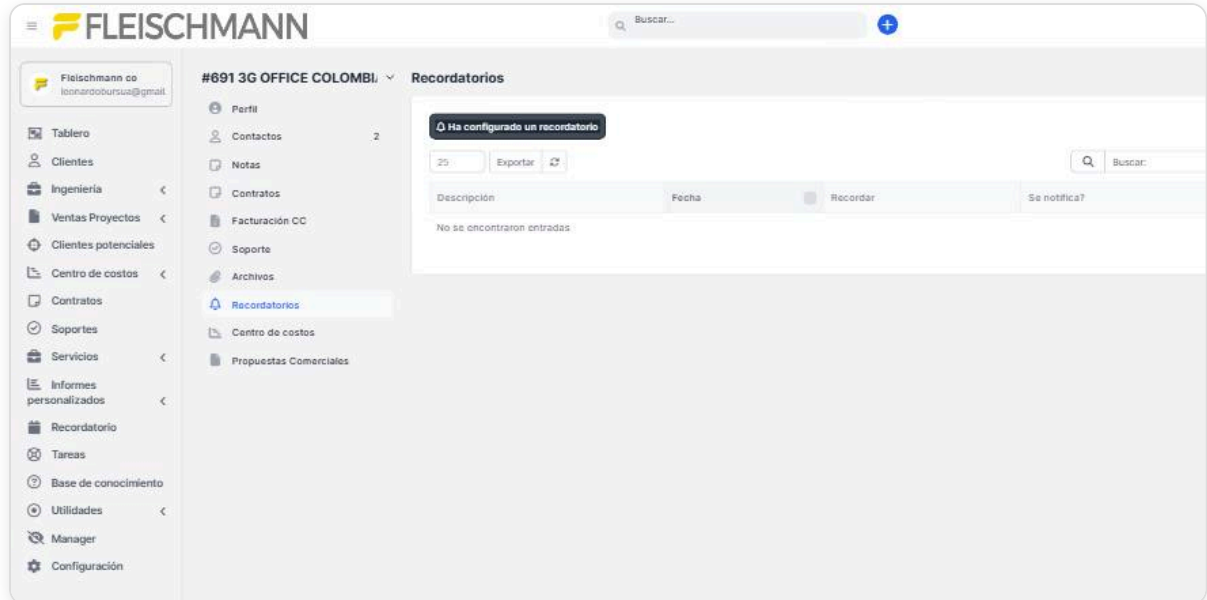 FLEISCHMANN
Buscar...
Fleischmann co
leonardobursua@gmail
Tablero
Clientes
Ingeniería
Ventas Proyectos
Clientes potenciales
Centro de costos
Contratos
Soportes
Servicios
Informes
personalizados
Recordatorio
Tareas
Base de conocimiento
Utilidades
Manager
Configuración
#691 3G OFFICE COLOMBI
Perfil
Contactos 2
Notas
Contratos
Facturación CC
Soporte
Archivos
Recordatorios
Centro de costos
Propuestas Comerciales
Recordatorios
Ha configurado un recordatorio
25 Exportar
Buscar:
Descripción Fecha Recordar Se notifica?
No se encontraron entradas